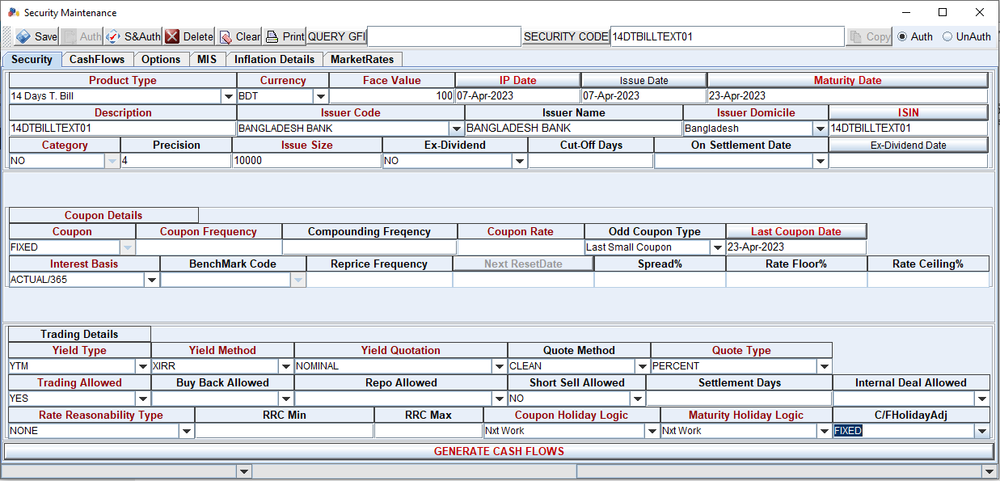 Security Maintenance
Save Auth S&Auth Delete Clear Print QUERY GFI SECURITY CODE 14DTBILLTEXT01 Copy Auth UnAuth
Security CashFlows Options MIS Inflation Details MarketRates
Product Type Currency Face Value IP Date Issue Date Maturity Date
14 Days T. Bill BDT 100 07-Apr-2023 07-Apr-2023 23-Apr-2023
Description Issuer Code Issuer Name Issuer Domicile ISIN
14DTBILLTEXT01 BANGLADESH BANK BANGLADESH BANK Bangladesh 14DTBILLTEXT01
Category Precision Issue Size Ex-Dividend Cut-Off Days On Settlement Date Ex-Dividend Date
NO 4 10000 NO
Coupon Details
Coupon Coupon Frequency Compounding Freqency Coupon Rate Odd Coupon Type Last Coupon Date
FIXED Last Small Coupon 23-Apr-2023
Interest Basis BenchMark Code Reprice Frequency Next ResetDate Spread% Rate Floor% Rate Ceiling%
ACTUAL/365
Trading Details
Yield Type Yield Method Yield Quotation Quote Method Quote Type
YTM XIRR NOMINAL CLEAN PERCENT
Trading Allowed Buy Back Allowed Repo Allowed Short Sell Allowed Settlement Days Internal Deal Allowed
YES NO
Rate Reasonability Type RRC Min RRC Max Coupon Holiday Logic Maturity Holiday Logic C/FHolidayAdj
NONE Nxt Work Nxt Work FIXED
GENERATE CASH FLOWS